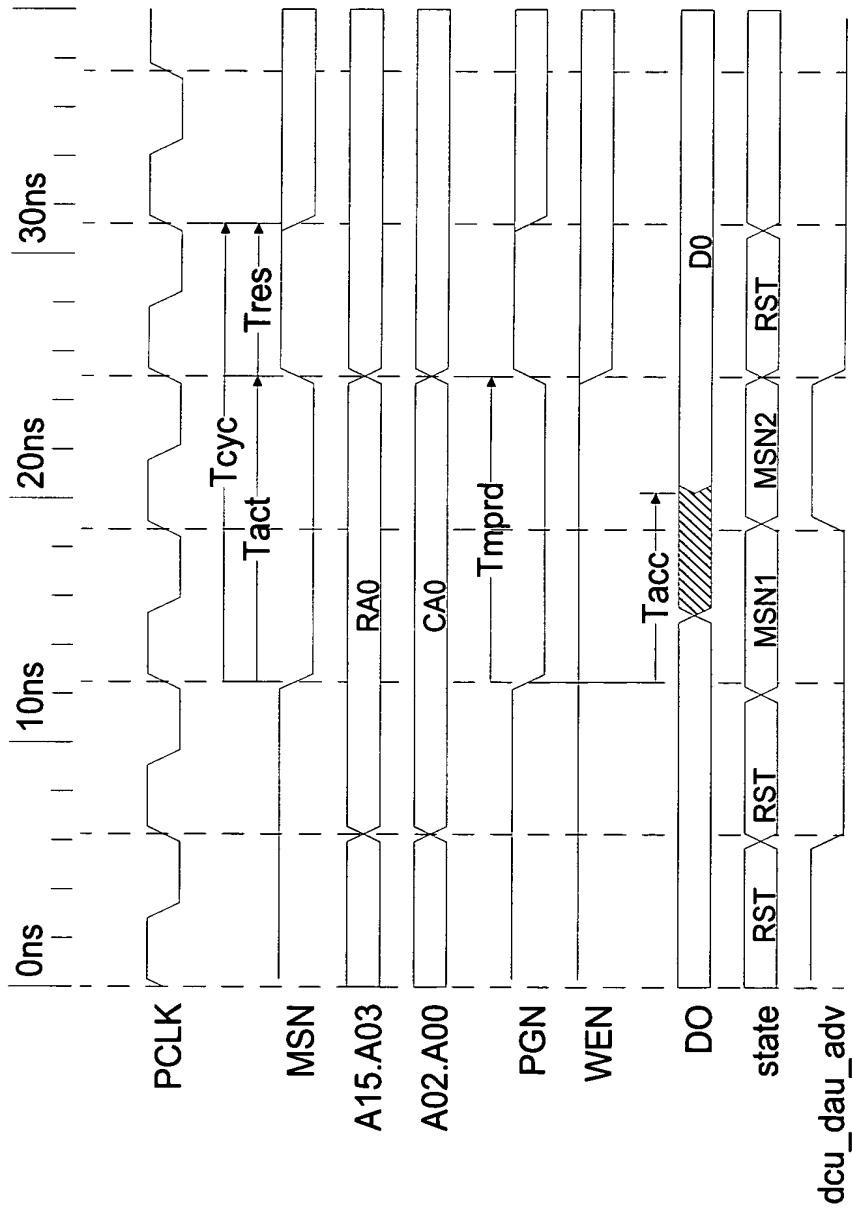 0ns 10ns 20ns 30ns
PCLK
Tcyc
Tact Tres
MSN
A15.A03 RA0
A02.A00 CA0
Tmprd
PGN
WEN
Tacc
DO D0
state RST RST MSN1 MSN2 RST
dcu_dau_adv